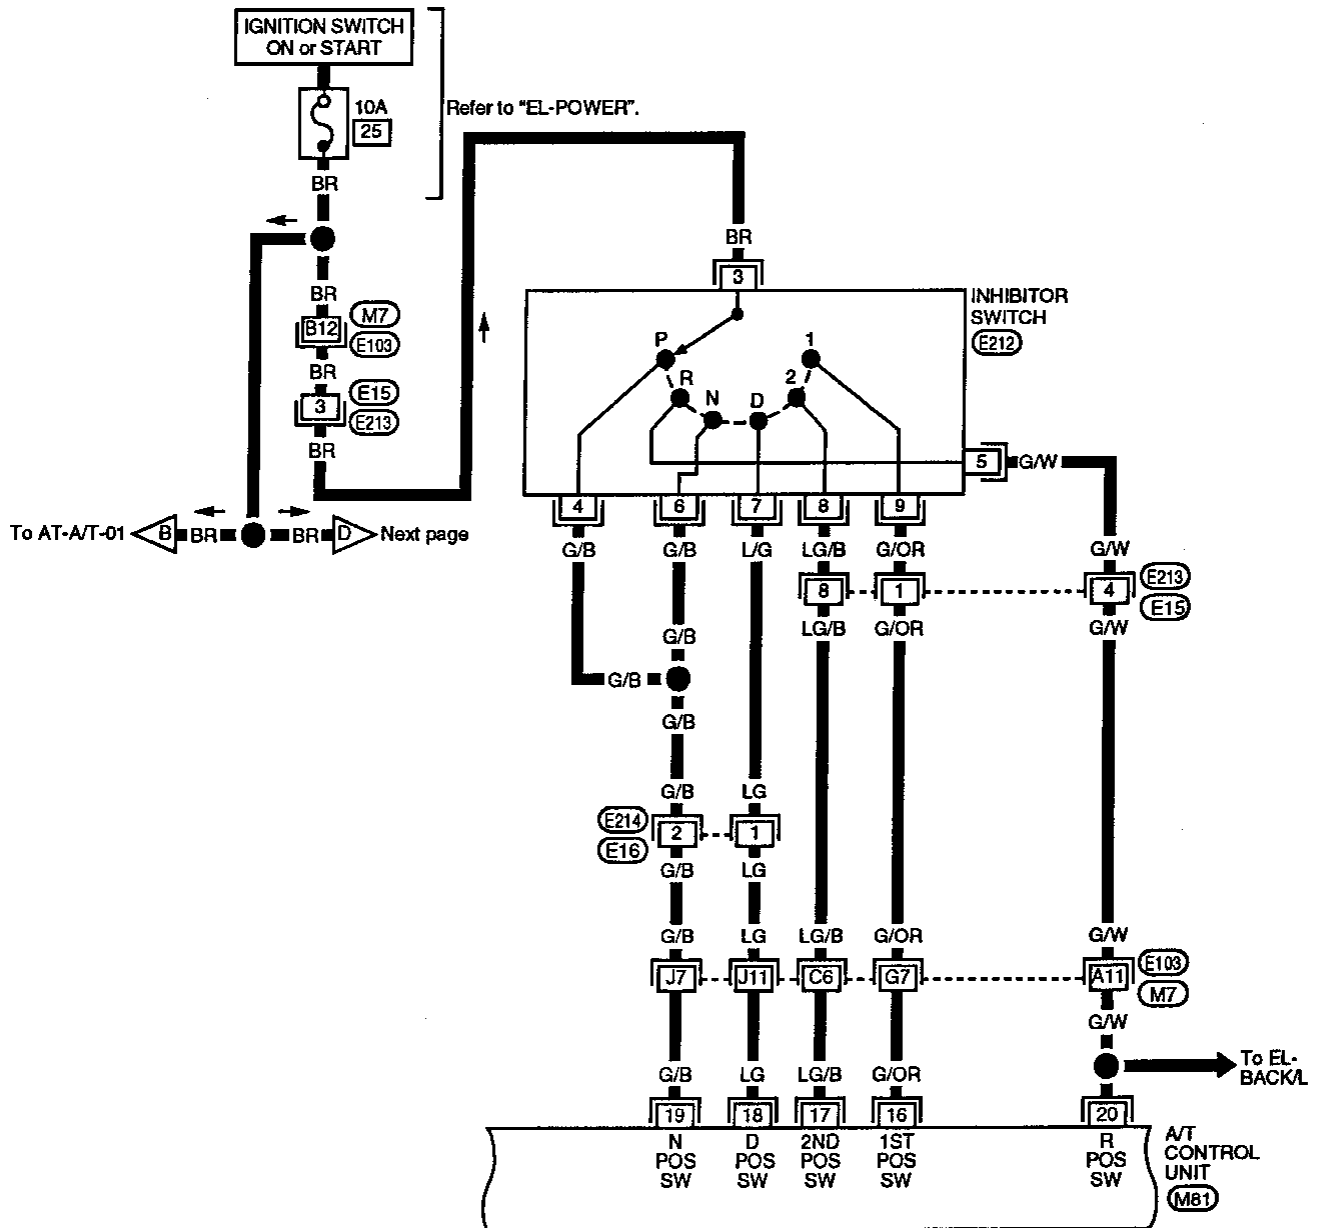 IGNITION SWITCH
ON or START
10A
25
Refer to "EL-POWER".
BR
BR
BR
3
INHIBITOR
SWITCH
E212
B12
M7
E103
BR
3
E15
E213
BR
P
R
N
D
2
1
5
G/W
4
6
7
8
9
To AT-A/T-01
B
BR
BR
D
Next page
G/B
G/B
L/G
LG/B
G/OR
G/W
8
1
4
E213
E15
G/B
LG/B
G/OR
G/W
G/B
G/B
G/B
LG
E214
E16
2
1
G/B
LG
G/B
LG
LG/B
G/OR
G/W
J7
J11
C6
G7
A11
E103
M7
G/W
To EL-
BACK/L
G/B
LG
LG/B
G/OR
19
18
17
16
20
N
POS
SW
D
POS
SW
2ND
POS
SW
1ST
POS
SW
R
POS
SW
A/T
CONTROL
UNIT
M81